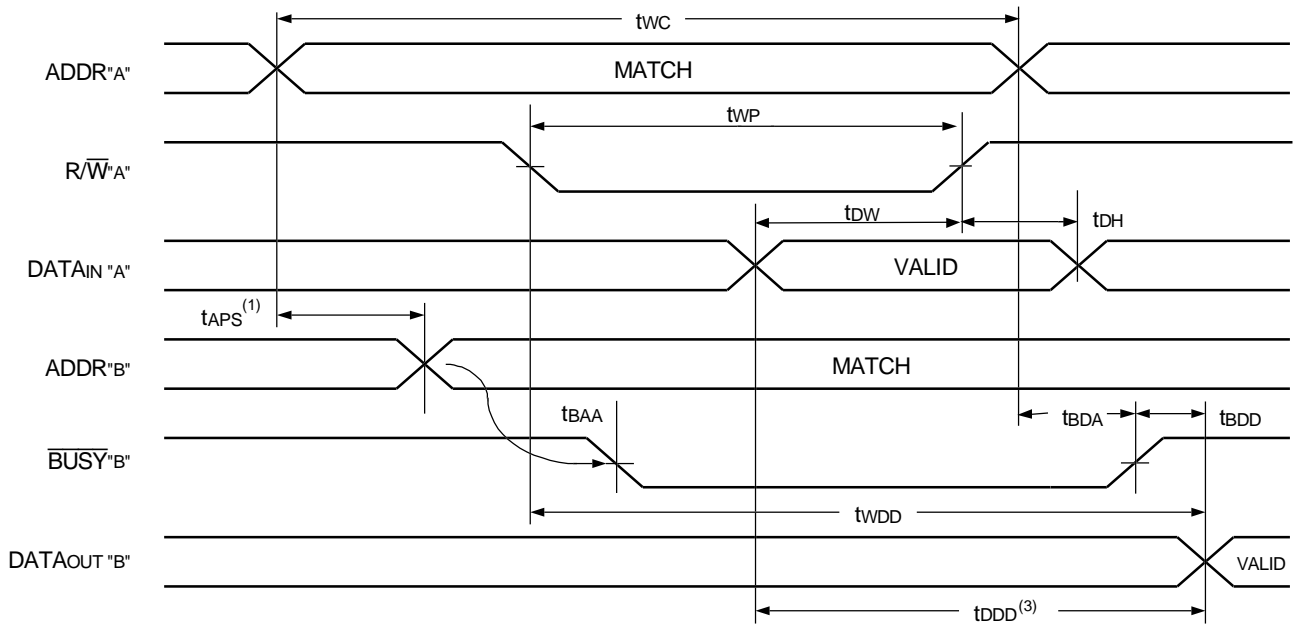 tWC
ADDR"A"
MATCH
tWP
R/W̅"A"
tDW
tDH
DATAIN "A"
VALID
tAPS(1)
ADDR"B"
MATCH
tBAA
tBDA
tBDD
B̅U̅S̅Y̅"B"
tWDD
DATAOUT "B"
VALID
tDDD(3)